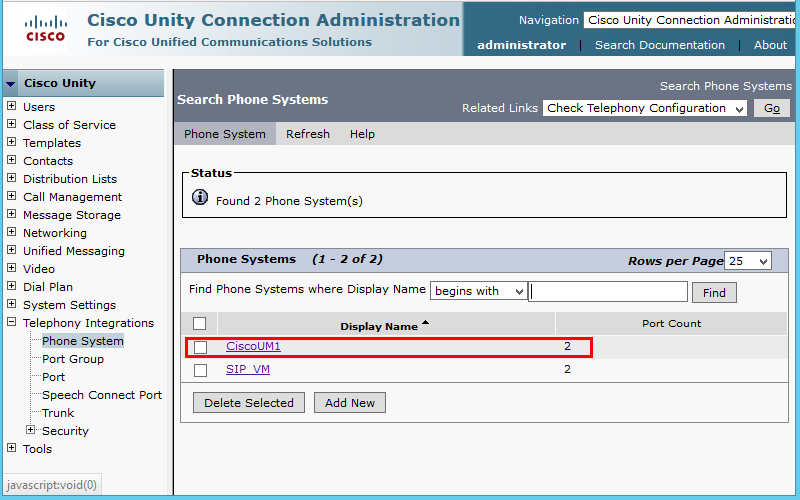 Cisco Unity Connection Administration
Navigation Cisco Unity Connection Administratio
CISCO
For Cisco Unified Communications Solutions
administrator | Search Documentation | About
Cisco Unity
Search Phone Systems
Search Phone Systems
Related Links Check Telephony Configuration Go
Phone System Refresh Help
Users
Class of Service
Templates
Contacts
Distribution Lists
Call Management
Message Storage
Networking
Unified Messaging
Video
Dial Plan
System Settings
Telephony Integrations
Phone System
Port Group
Port
Speech Connect Port
Trunk
Security
Tools
Status
Found 2 Phone System(s)
Phone Systems (1 - 2 of 2)
Rows per Page 25
Find Phone Systems where Display Name begins with Find
Display Name Port Count
CiscoUM1 2
SIP_VM 2
Delete Selected Add New
javascript:void(0)